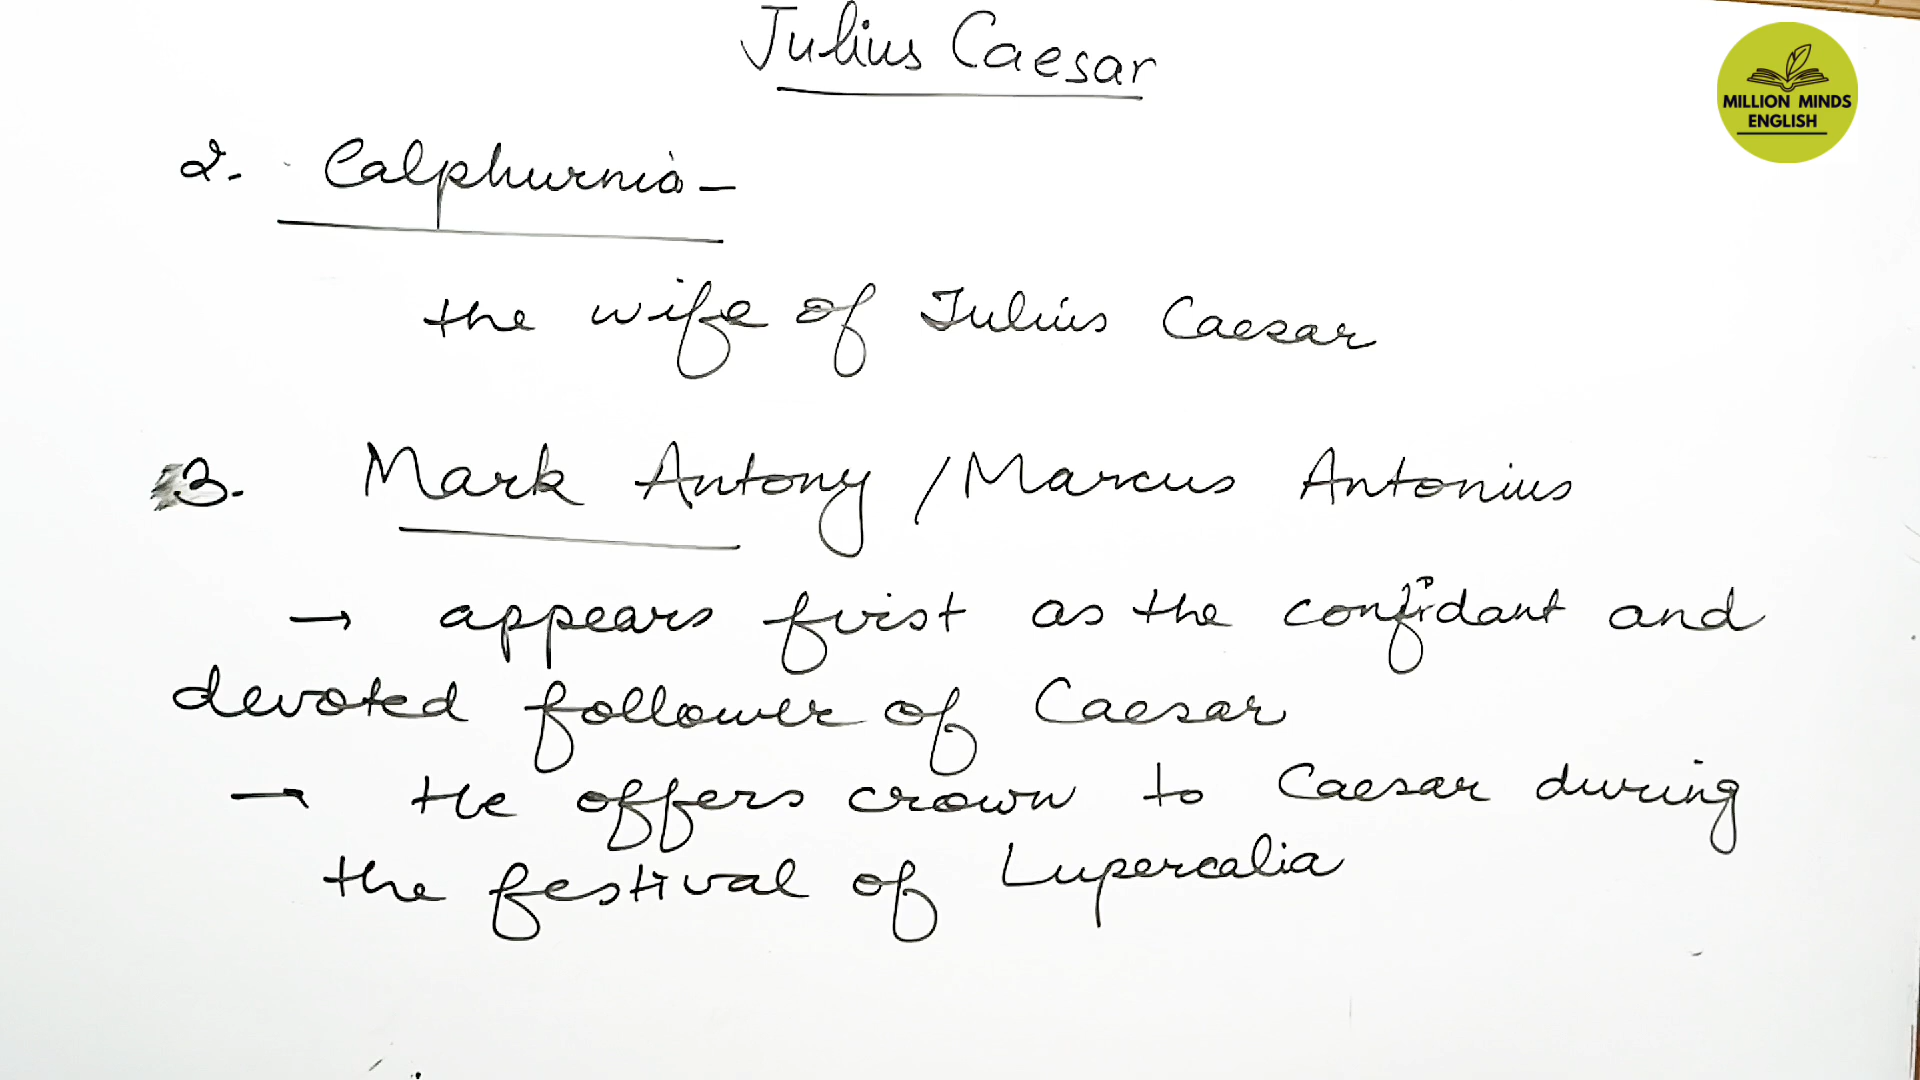 Julius Caesar
MILLION MINDS
ENGLISH
2. Calphurnia -
the wife of Julius Caesar
3. Mark Antony / Marcus Antonius
→ appears first as the confidant and
devoted follower of Caesar
→ He offers crown to Caesar during
the festival of Lupercalia